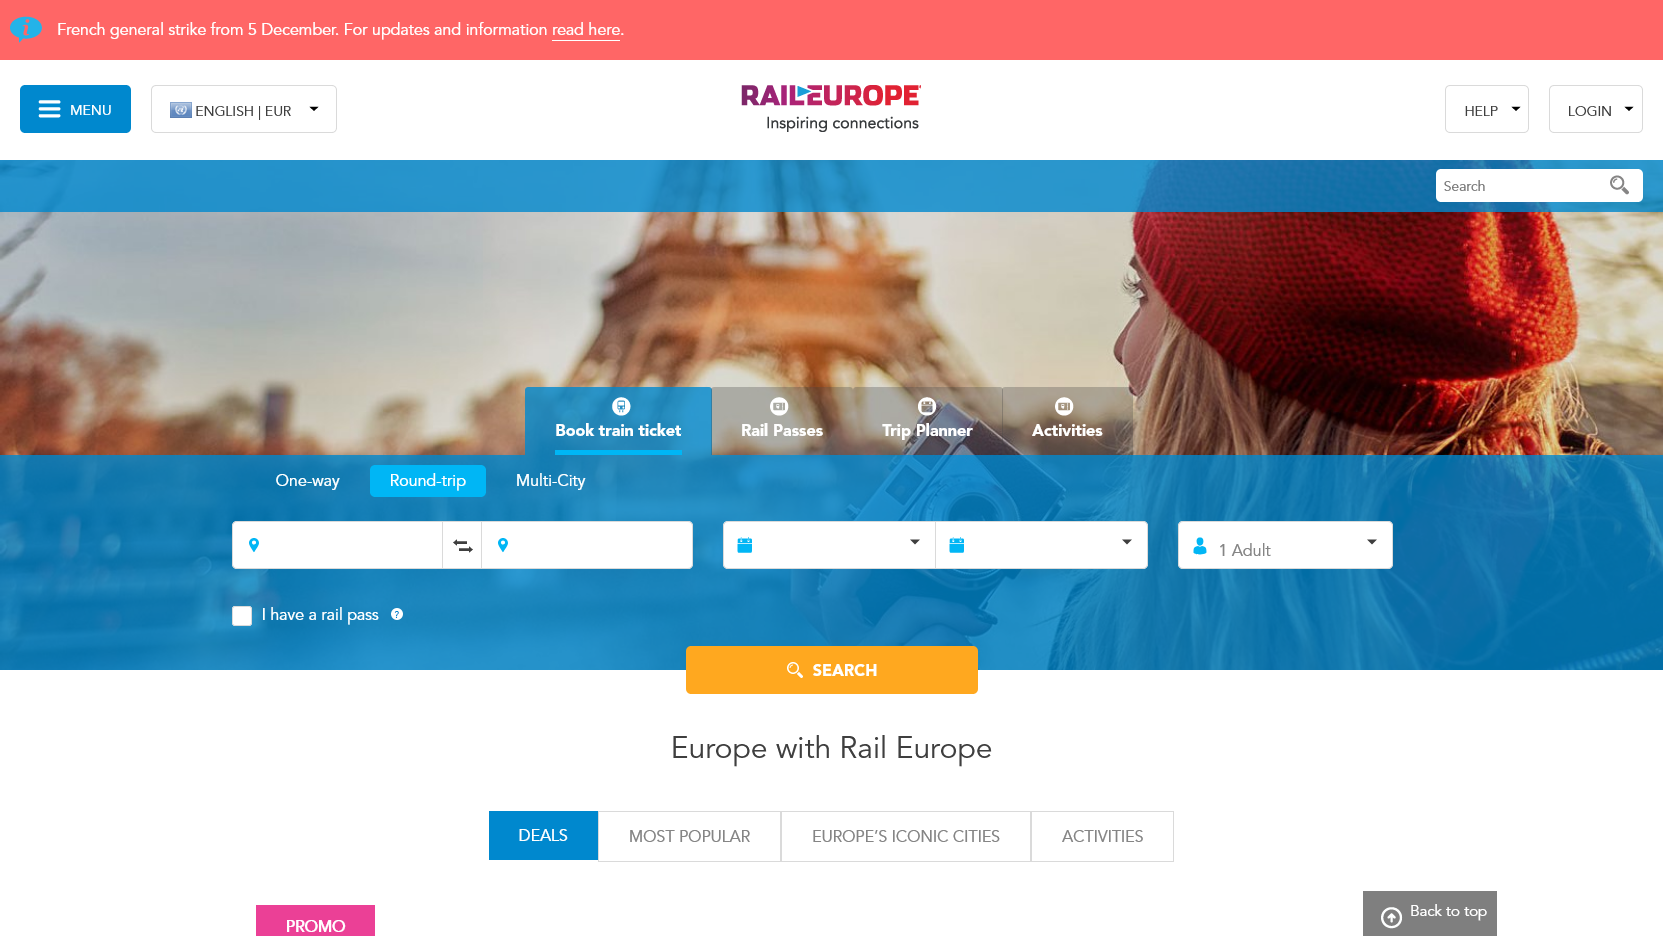 French general strike from 5 December. For updates and information read here.
MENU
ENGLISH | EUR
RAILEUROPE
Inspiring connections
HELP
LOGIN
Search
Book train ticket
Rail Passes
Trip Planner
Activities
One-way
Round-trip
Multi-City
1 Adult
I have a rail pass ?
SEARCH
Europe with Rail Europe
DEALS
MOST POPULAR
EUROPE’S ICONIC CITIES
ACTIVITIES
PROMO
Back to top